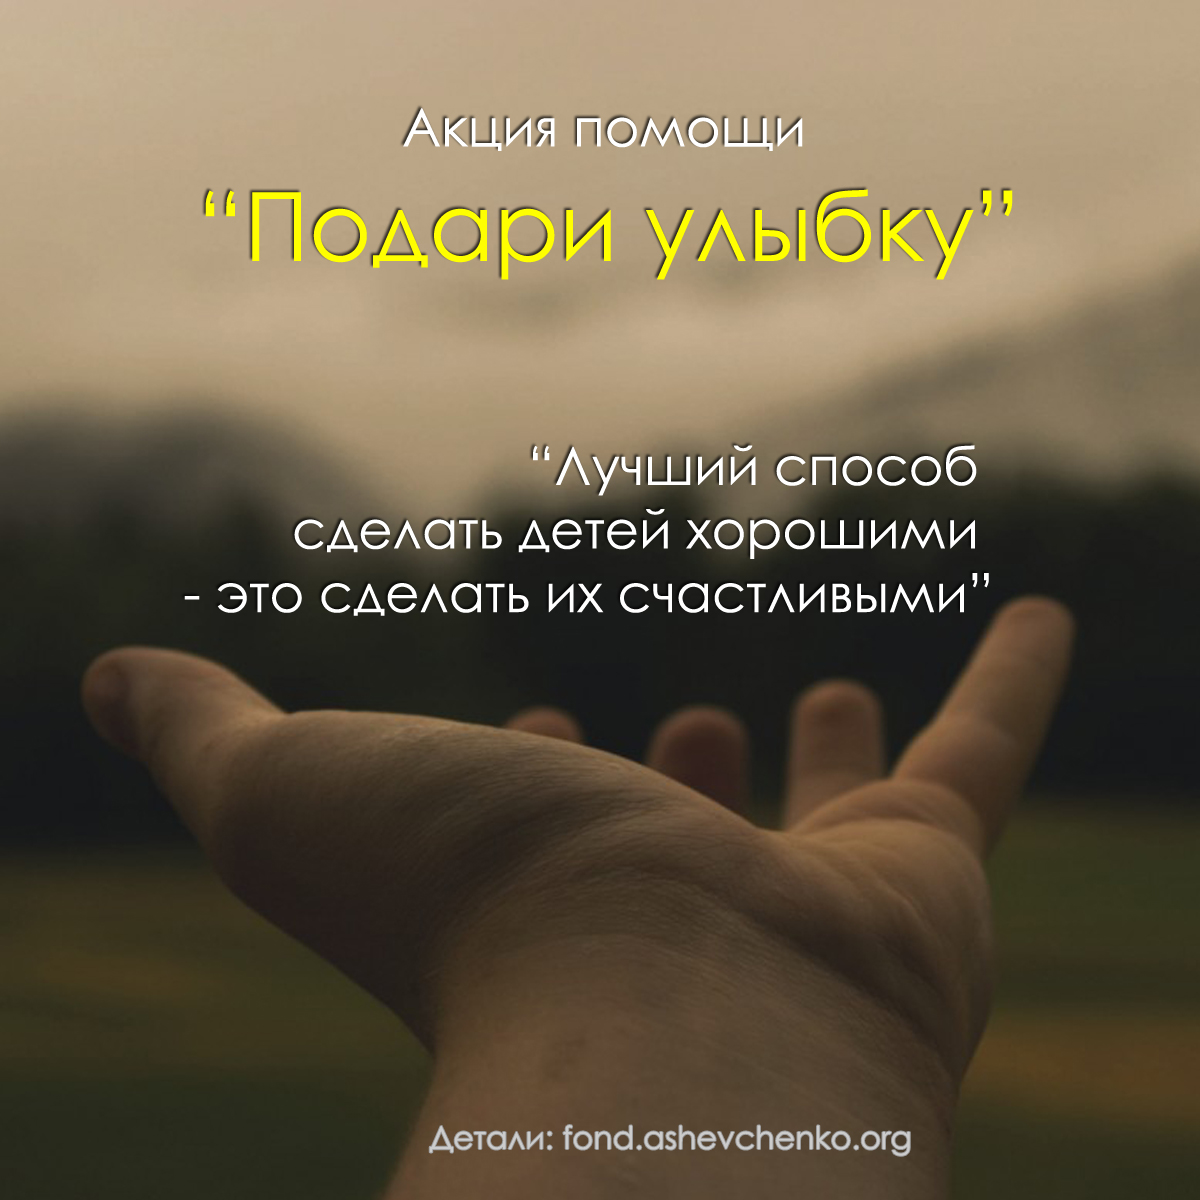 Акция помощи
“Подари улыбку”
“Лучший способ
сделать детей хорошими
- это сделать их счастливыми”
Детали: fond.ashevchenko.org